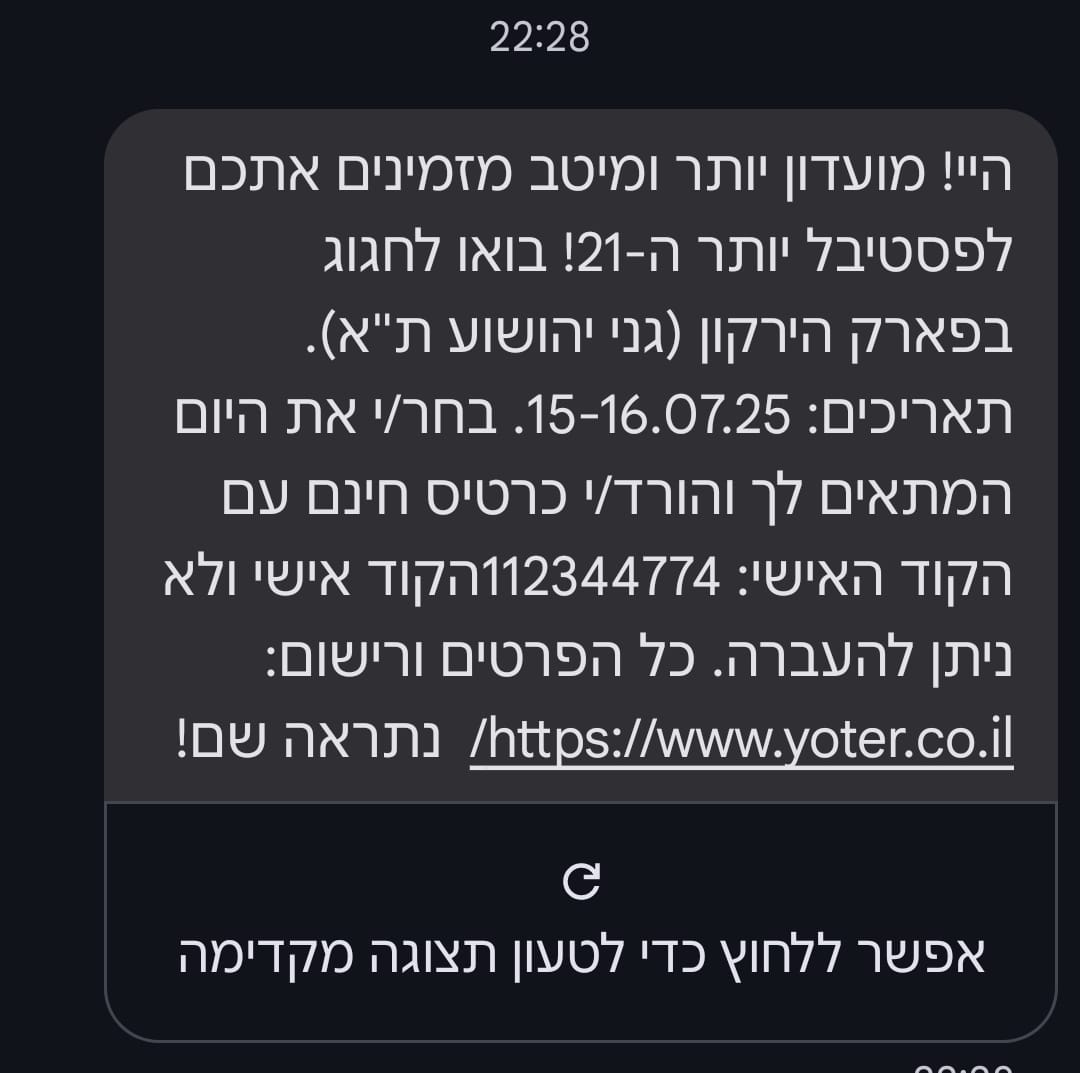 22:28
היי! מועדון יותר ומיטב מזמינים אתכם
לפסטיבל יותר ה-21! בואו לחגוג
בפארק הירקון (גני יהושוע ת"א).
תאריכים: 15-16.07.25. בחר/י את היום
המתאים לך והורד/י כרטיס חינם עם
הקוד האישי: 112344774הקוד אישי ולא
ניתן להעברה. כל הפרטים ורישום:
https://www.yoter.co.il/ נתראה שם!
אפשר ללחוץ כדי לטעון תצוגה מקדימה